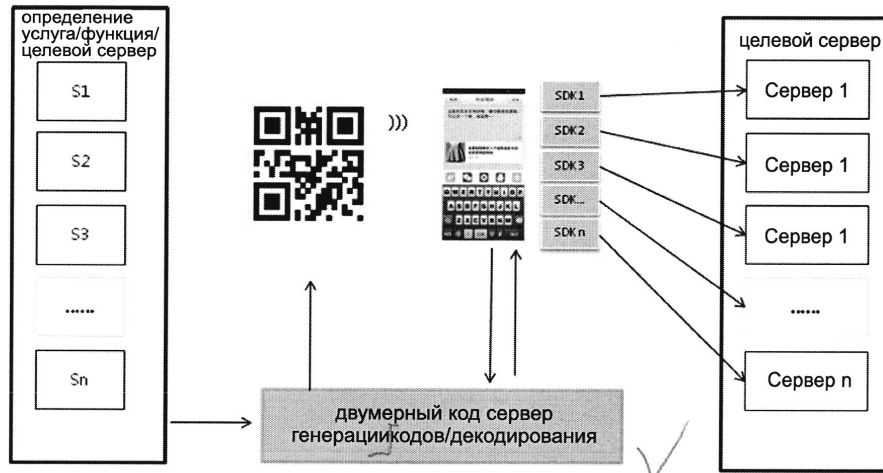 определение
услуга/функция/
целевой сервер
S1
S2
S3
......
Sn
SDK1
SDK2
SDK3
SDK...
SDKn
целевой сервер
Сервер 1
Сервер 1
Сервер 1
......
Сервер n
двумерный код сервер
генерациикодов/декодирования